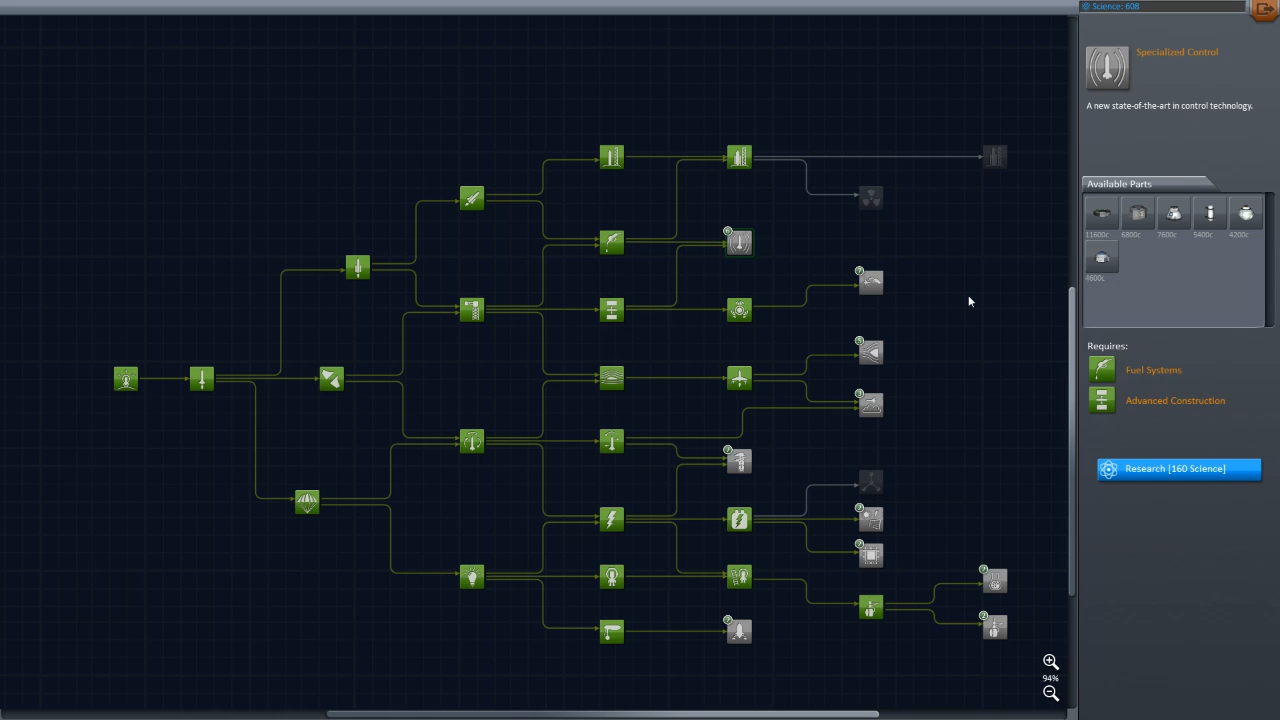 Science: 608
Specialized Control
A new state-of-the-art in control technology.
Available Parts
11600c 6800c 7600c 5400c 4200c
4600c
Requires:
Fuel Systems
Advanced Construction
Research [160 Science]
94%